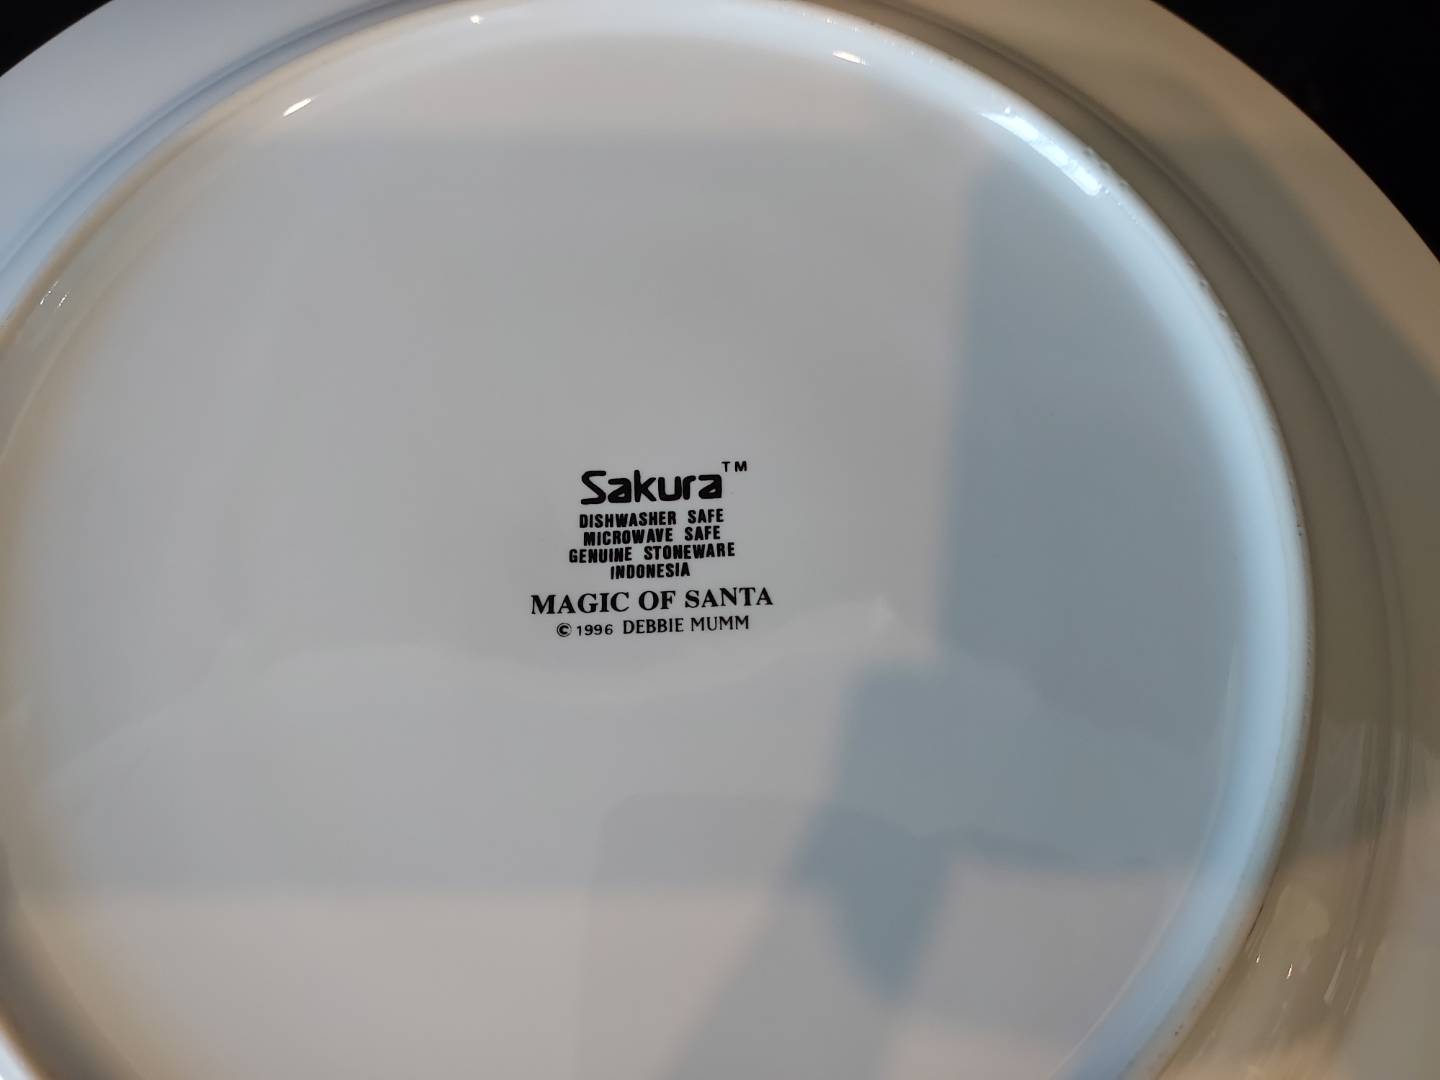 Sakura™
DISHWASHER SAFE
MICROWAVE SAFE
GENUINE STONEWARE
INDONESIA
MAGIC OF SANTA
© 1996 DEBBIE MUMM